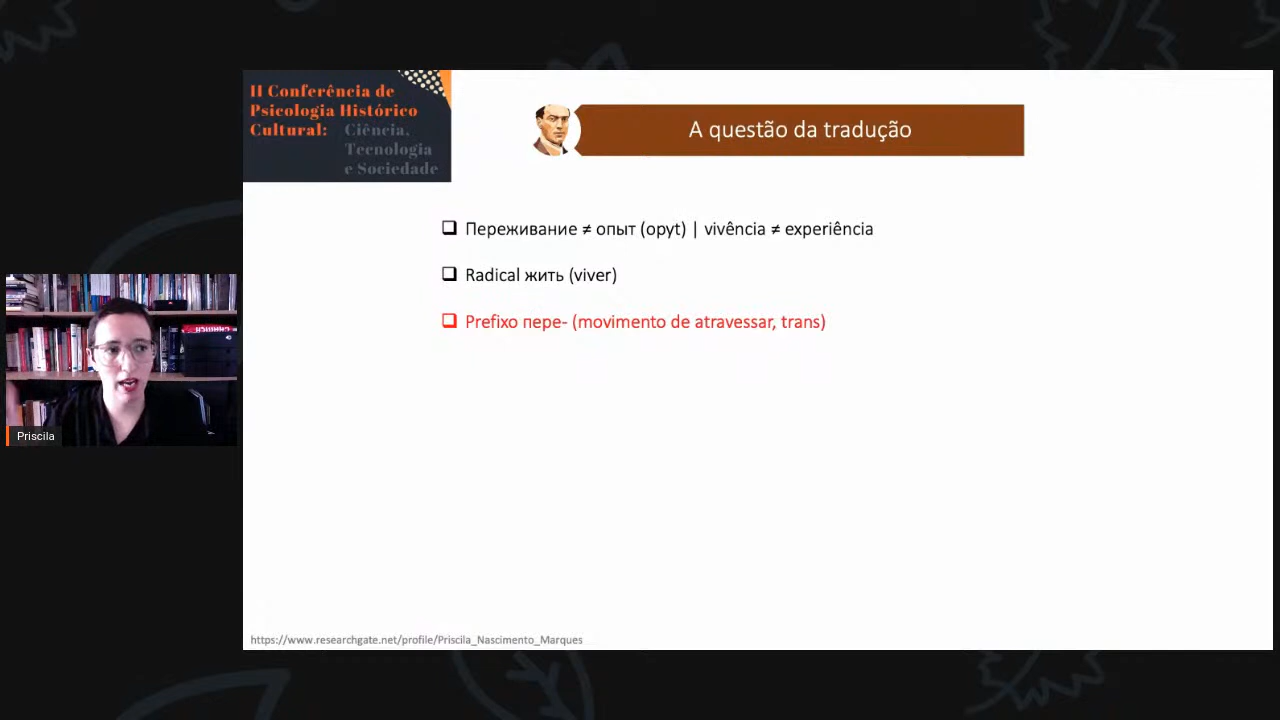 II Conferência de
Psicologia Histórico
Cultural: Ciência,
Tecnologia
e Sociedade
A questão da tradução
Переживание ≠ опыт (opyt) | vivência ≠ experiência
Radical жить (viver)
Prefixo пере- (movimento de atravessar, trans)
Priscila
https://www.researchgate.net/profile/Priscila_Nascimento_Marques